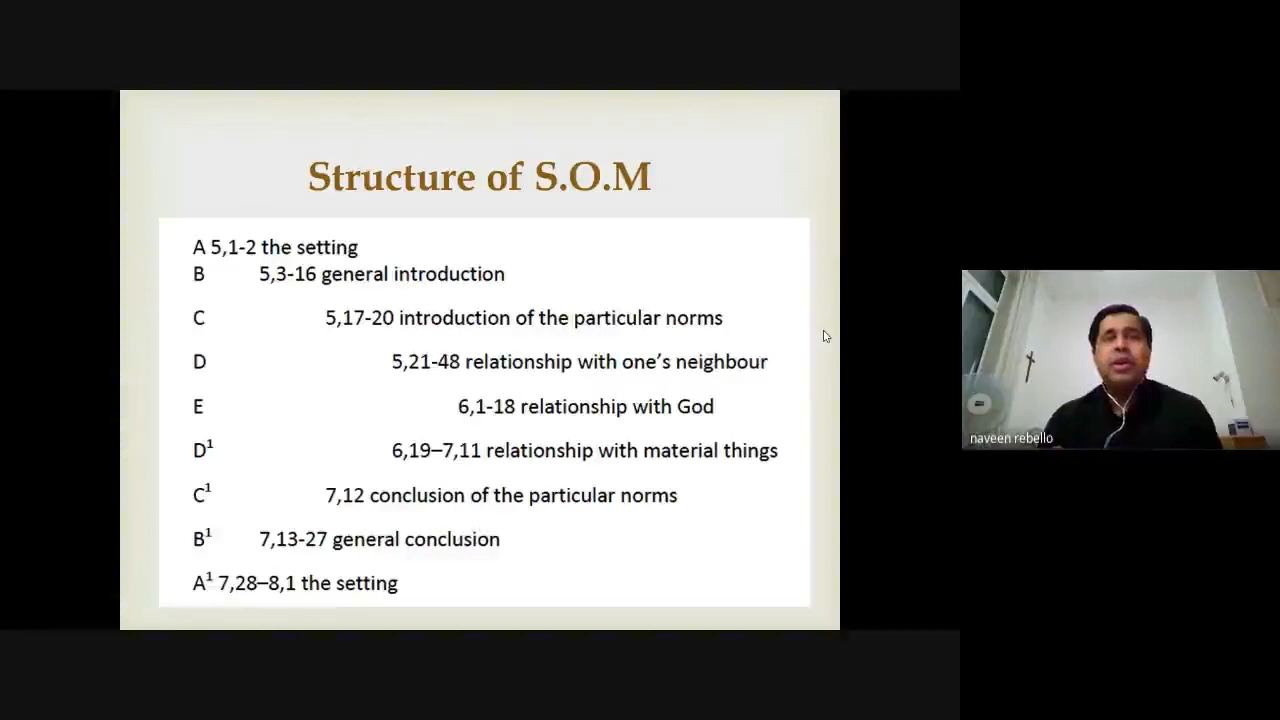 Structure of S.O.M
A 5,1-2 the setting
B 5,3-16 general introduction
C 5,17-20 introduction of the particular norms
D 5,21-48 relationship with one’s neighbour
E 6,1-18 relationship with God
D¹ 6,19–7,11 relationship with material things
C¹ 7,12 conclusion of the particular norms
B¹ 7,13-27 general conclusion
A¹ 7,28–8,1 the setting
naveen rebello